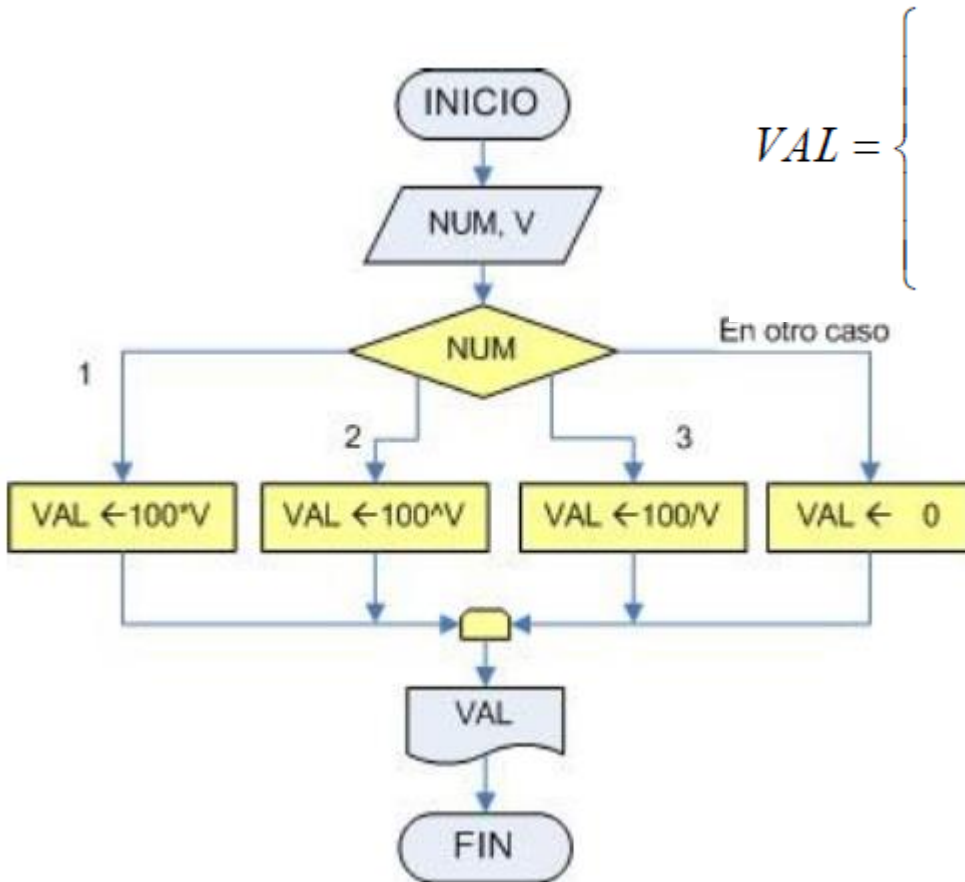 INICIO
VAL = {
NUM, V
NUM
En otro caso
1
2
3
VAL ←100*V
VAL ←100^V
VAL ←100/V
VAL ← 0
VAL
FIN